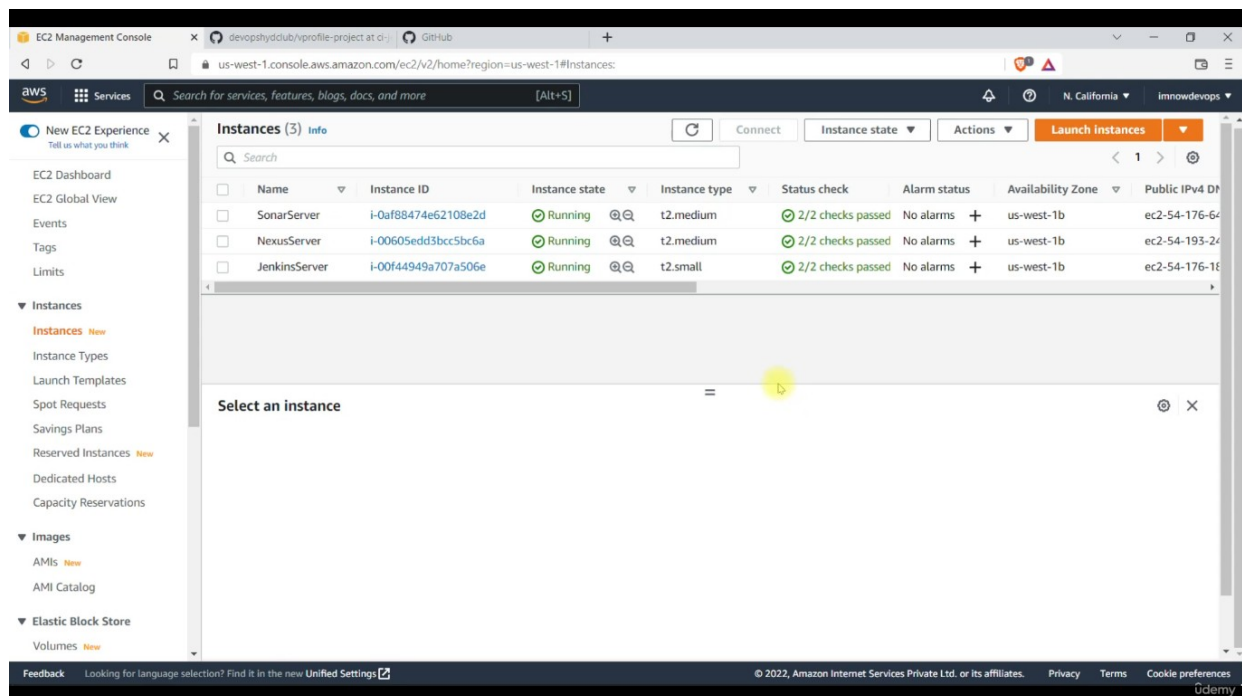 EC2 Management Console
devopshydclub/vprofile-project at ci-j
GitHub
us-west-1.console.aws.amazon.com/ec2/v2/home?region=us-west-1#Instances:
aws Services Search for services, features, blogs, docs, and more [Alt+S] N. California imnowdevops
New EC2 Experience
Tell us what you think
EC2 Dashboard
EC2 Global View
Events
Tags
Limits
Instances
Instances New
Instance Types
Launch Templates
Spot Requests
Savings Plans
Reserved Instances New
Dedicated Hosts
Capacity Reservations
Images
AMIs New
AMI Catalog
Elastic Block Store
Volumes New
Instances (3) Info Connect Instance state Actions Launch instances
Search 1
Name Instance ID Instance state Instance type Status check Alarm status Availability Zone Public IPv4 DN
SonarServer i-0af88474e62108e2d Running t2.medium 2/2 checks passed No alarms + us-west-1b ec2-54-176-64
NexusServer i-00605edd3bcc5bc6a Running t2.medium 2/2 checks passed No alarms + us-west-1b ec2-54-193-24
JenkinsServer i-00f44949a707a506e Running t2.small 2/2 checks passed No alarms + us-west-1b ec2-54-176-18
Select an instance
Feedback Looking for language selection? Find it in the new Unified Settings © 2022, Amazon Internet Services Private Ltd. or its affiliates. Privacy Terms Cookie preferences
ûdemy